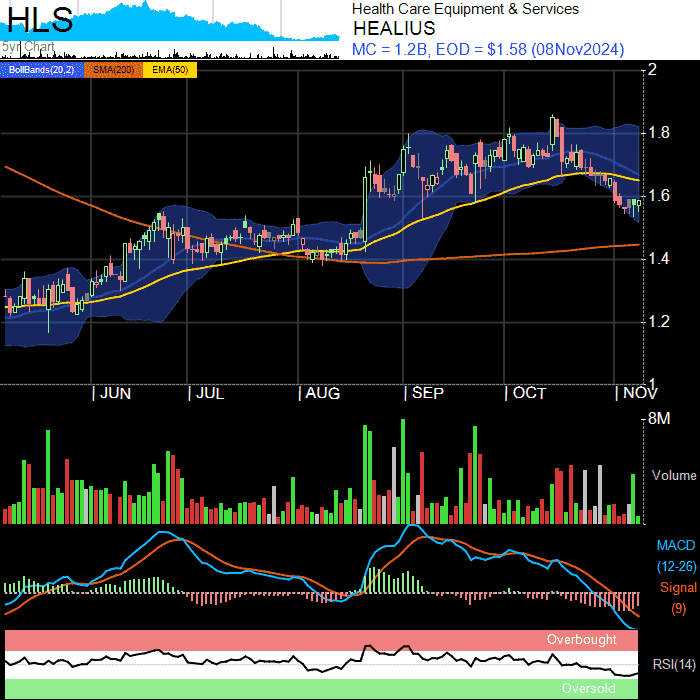 HLS
5yr Chart
Health Care Equipment & Services
HEALIUS
MC = 1.2B, EOD = $1.58 (08Nov2024)
BollBands(20,2) SMA(200) EMA(50)
2
1.8
1.6
1.4
1.2
1
JUN JUL AUG SEP OCT NOV
8M
Volume
MACD
(12-26)
Signal
(9)
Overbought
RSI(14)
Oversold